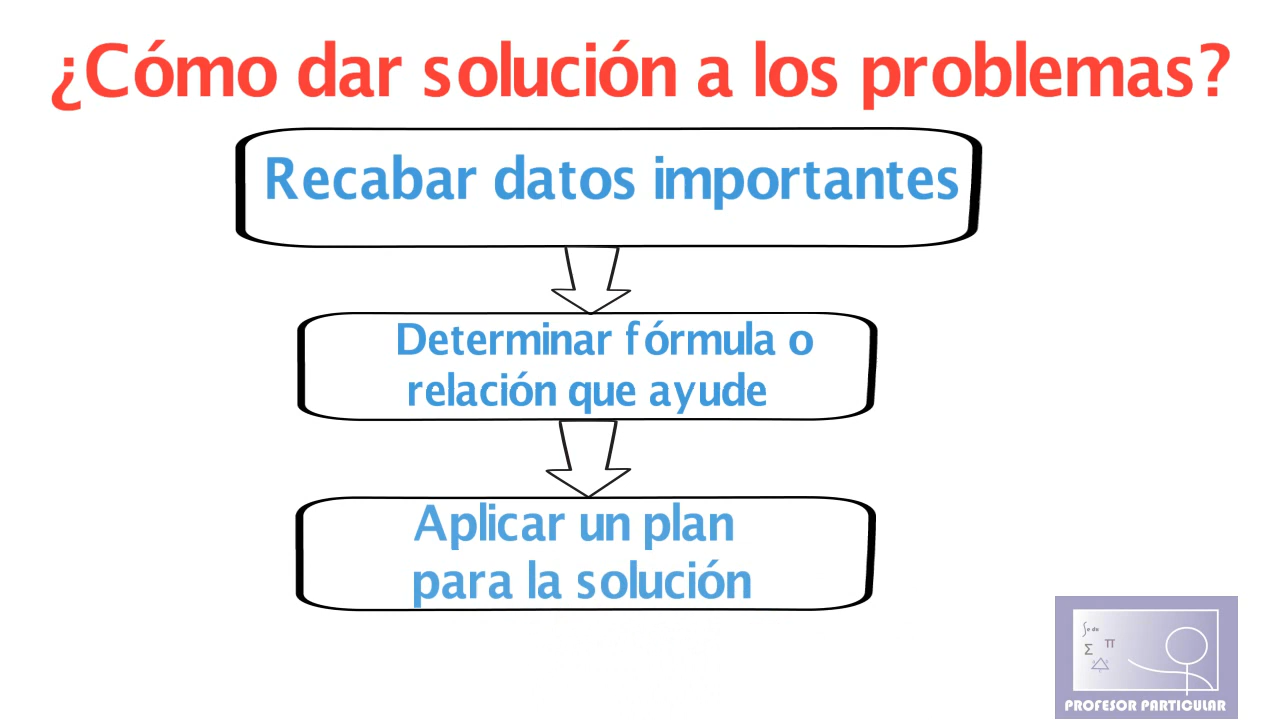 ¿Cómo dar solución a los problemas?
Recabar datos importantes
Determinar fórmula o
relación que ayude
Aplicar un plan
para la solución
Σ π
PROFESOR PARTICULAR